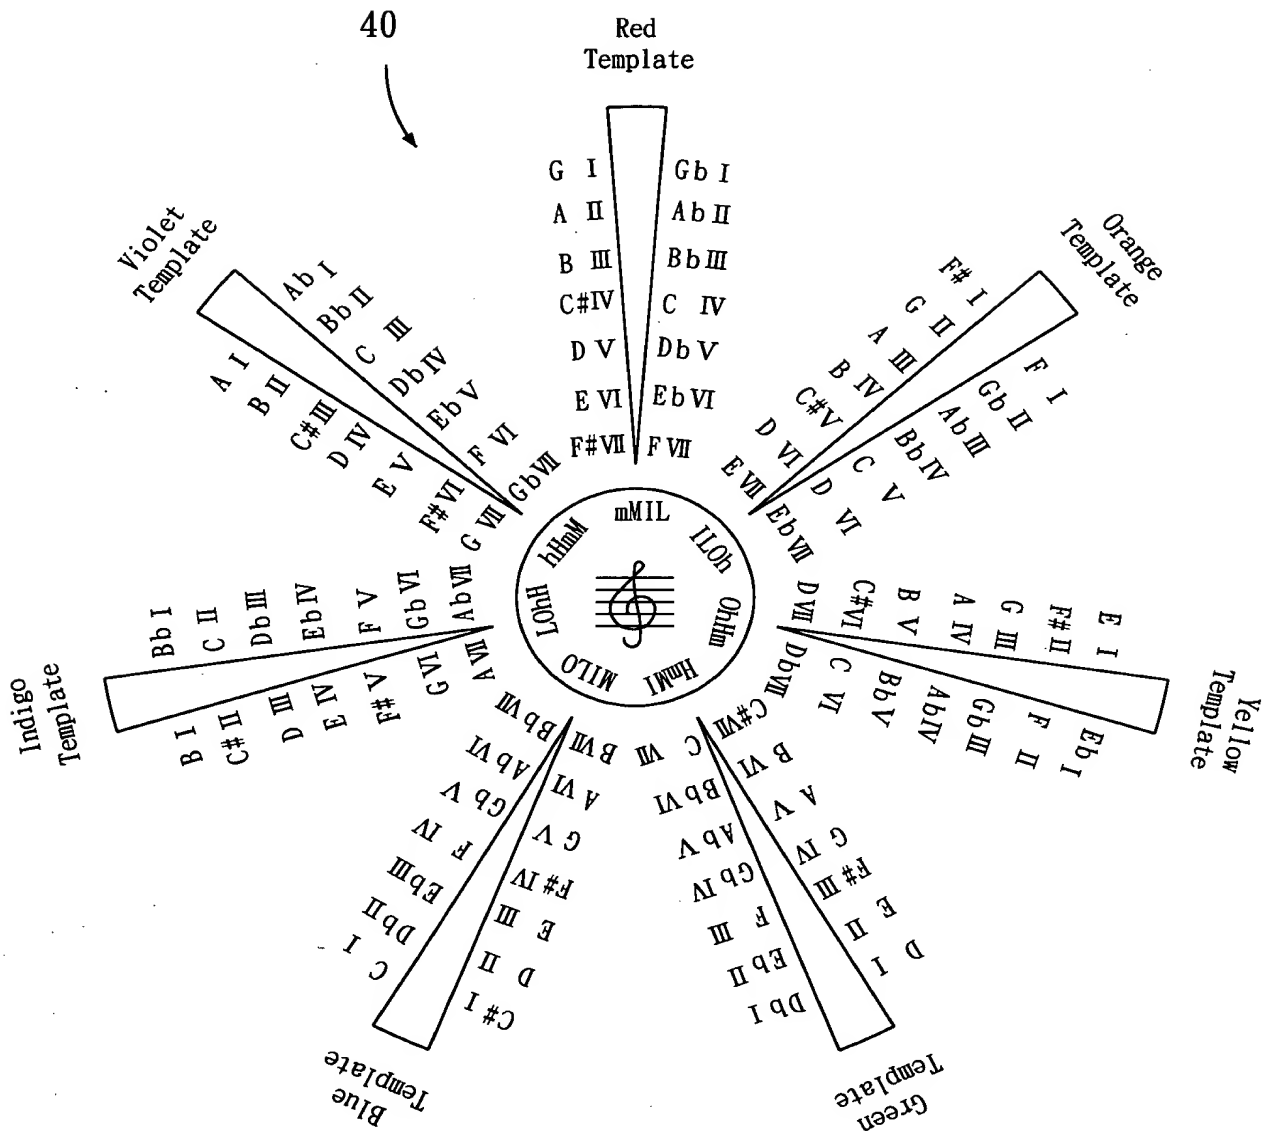 40
Red
Template
G I
A II
B III
C#IV
D V
E VI
F#VII
Gb I
Ab II
Bb III
C IV
Db V
Eb VI
F VII
Orange
Template
F# I
G II
A III
B IV
C#V
D VI
E VII
F I
Gb II
Ab III
Bb IV
C V
D VI
Eb VII
Yellow
Template
E I
F# II
G III
A IV
B V
C#VI
D VII
Eb I
F II
Gb III
Ab IV
Bb V
C VI
Db VII
Green
Template
D I
E II
F# III
G IV
A V
B VI
C#VII
Db I
Eb II
F III
Gb IV
Ab V
Bb VI
C VII
Blue
Template
C# I
D II
E III
F# IV
G V
A VI
B VII
C I
Db II
Eb III
F IV
Gb V
Ab VI
Bb VII
Indigo
Template
B I
C# II
D III
E IV
F# V
G VI
A VII
Bb I
C II
Db III
Eb IV
F V
Gb VI
Ab VII
Violet
Template
A I
B II
C# III
D IV
E V
F# VI
G VII
Ab I
Bb II
C III
Db IV
Eb V
F VI
Gb VII
mMIL
ILOh
OhHm
HmMI
MILO
LOhH
hHmM